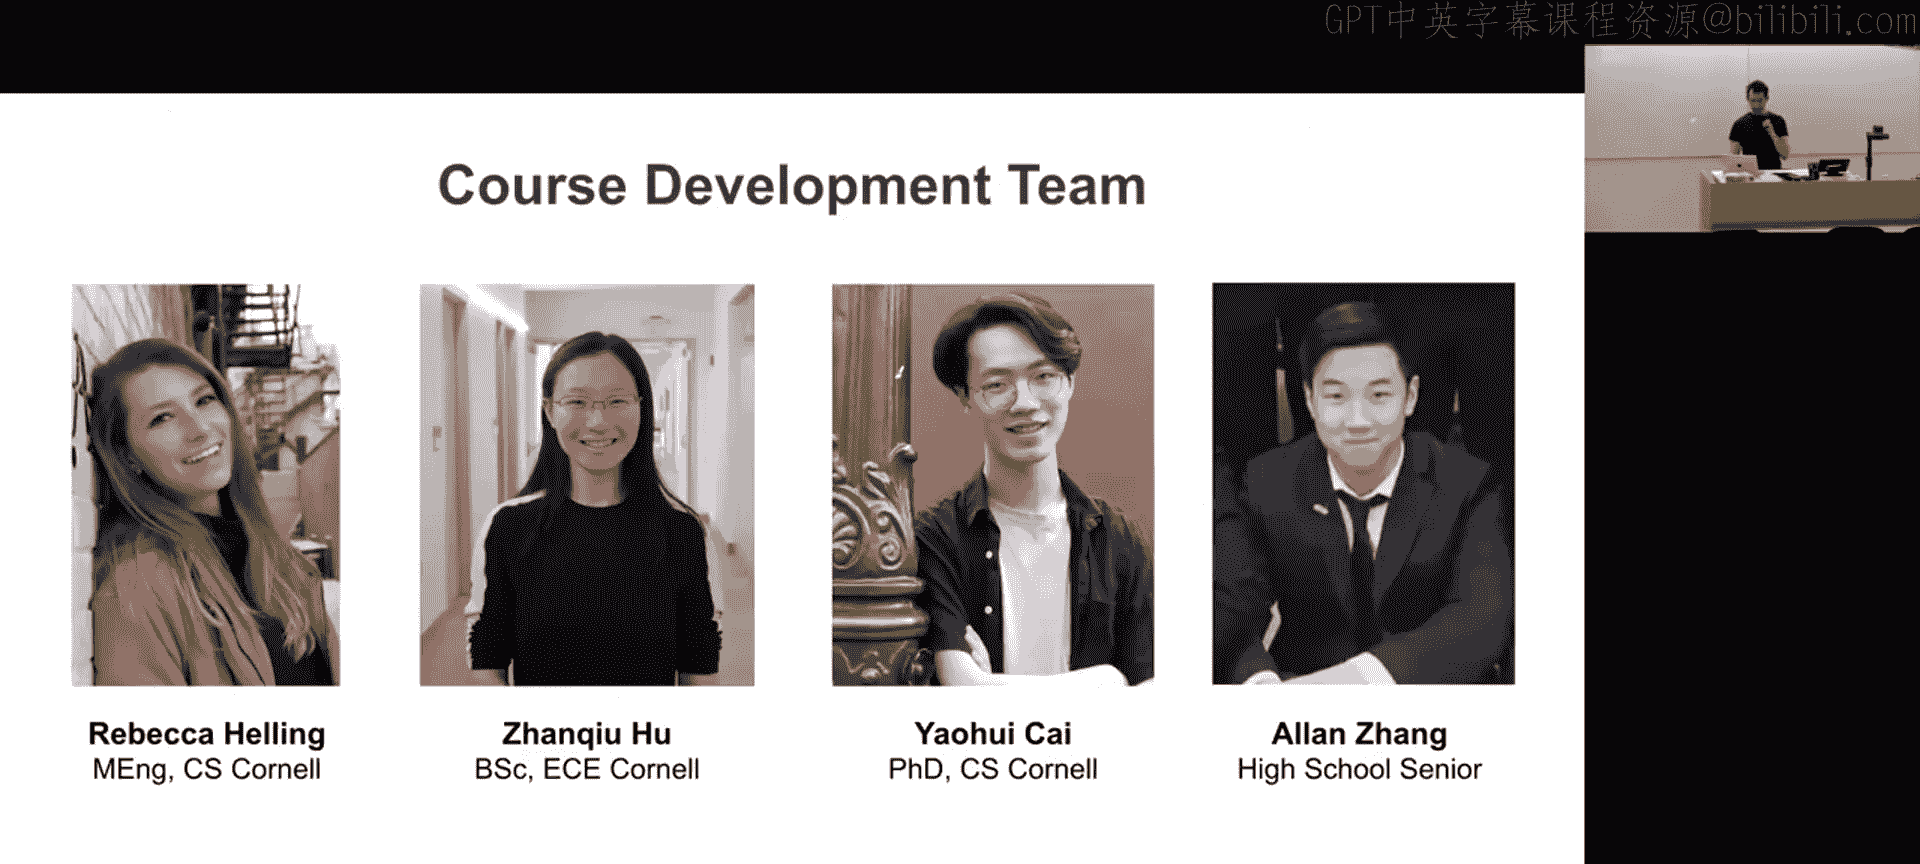 GPT中英字幕课程资源@bilibili.com
Course Development Team
Rebecca Helling
MEng, CS Cornell
Zhanqiu Hu
BSc, ECE Cornell
Yaohui Cai
PhD, CS Cornell
Allan Zhang
High School Senior